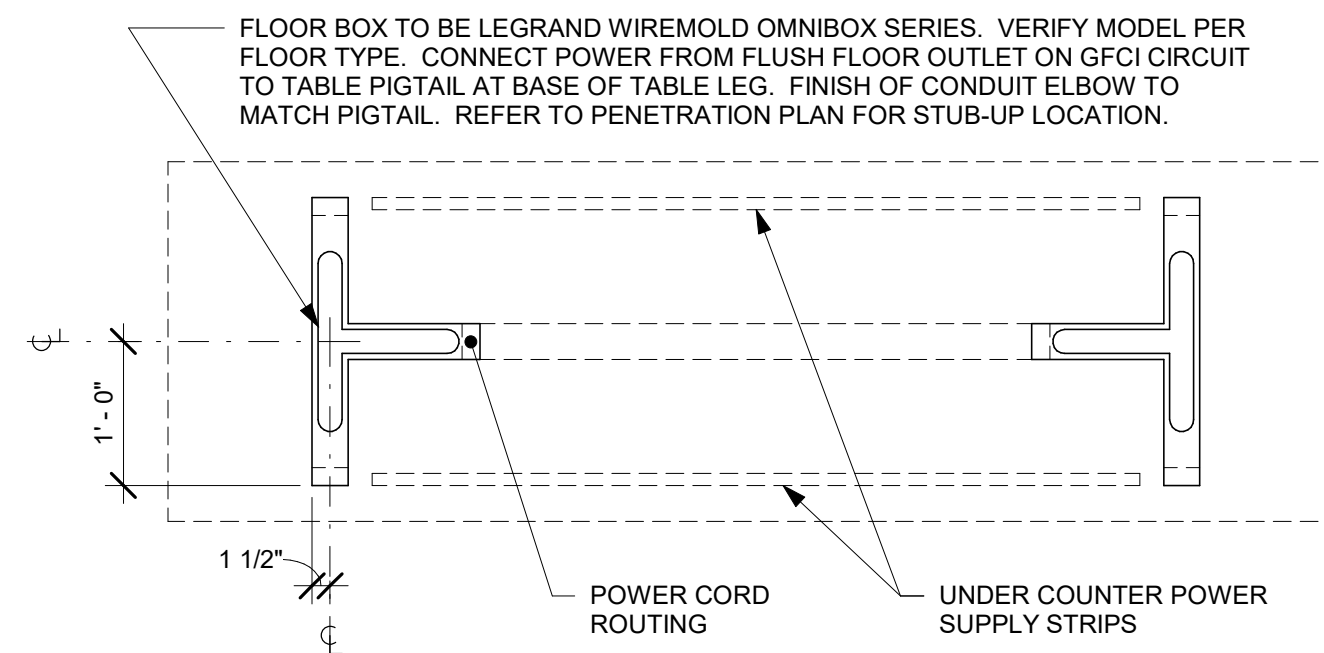 FLOOR BOX TO BE LEGRAND WIREMOLD OMNIBOX SERIES. VERIFY MODEL PER
FLOOR TYPE. CONNECT POWER FROM FLUSH FLOOR OUTLET ON GFCI CIRCUIT
TO TABLE PIGTAIL AT BASE OF TABLE LEG. FINISH OF CONDUIT ELBOW TO
MATCH PIGTAIL. REFER TO PENETRATION PLAN FOR STUB-UP LOCATION.
CL
1' - 0"
1 1/2"
CL
POWER CORD
ROUTING
UNDER COUNTER POWER
SUPPLY STRIPS